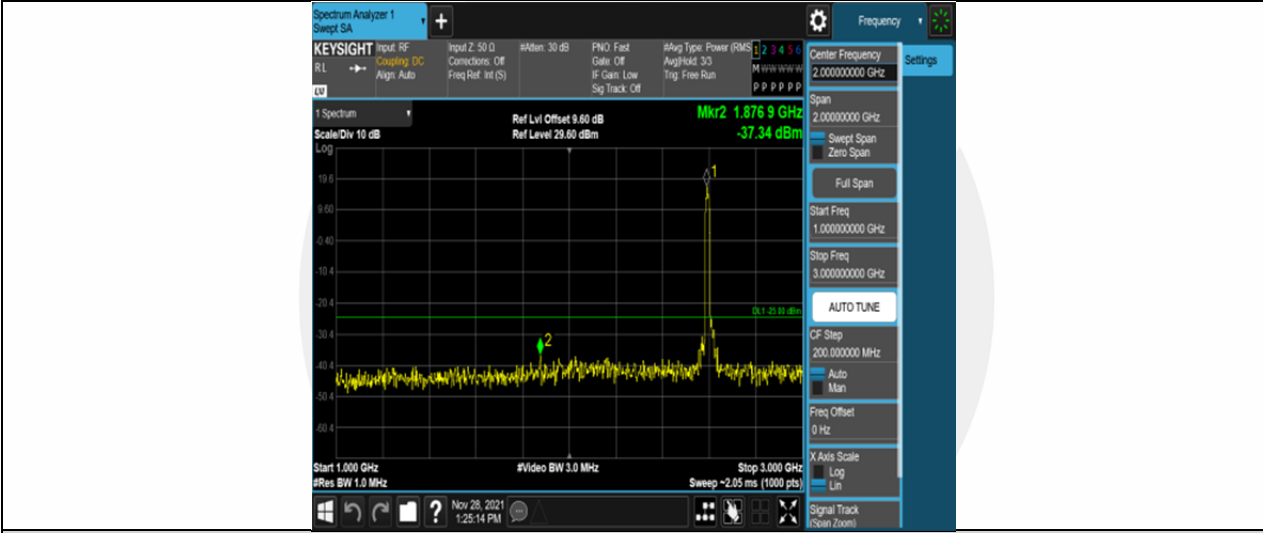 Spectrum Analyzer 1
Swept SA
+
Frequency
KEYSIGHT
RL
LV
Input: RF
Coupling: DC
Align: Auto
Input Z: 50 Ω
Corrections: Off
Freq Ref: Int (S)
#Atten: 30 dB
PNO: Fast
Gate: Off
IF Gain: Low
Sig Track: Off
#Avg Type: Power (RMS
Avg|Hold: 3/3
Trig: Free Run
1 2 3 4 5 6
M W W W W W
P P P P P P
1 Spectrum
Scale/Div 10 dB
Log
Ref Lvl Offset 9.60 dB
Ref Level 29.60 dBm
Mkr2 1.876 9 GHz
-37.34 dBm
19.6
9.60
-0.40
-10.4
-20.4
-30.4
-40.4
-50.4
-60.4
1
2
DL1 -25.00 dBm
Start 1.000 GHz
#Res BW 1.0 MHz
#Video BW 3.0 MHz
Stop 3.000 GHz
Sweep ~2.05 ms (1000 pts)
?
Nov 28, 2021
1:25:14 PM
Center Frequency
2.000000000 GHz
Settings
Span
2.00000000 GHz
Swept Span
Zero Span
Full Span
Start Freq
1.000000000 GHz
Stop Freq
3.000000000 GHz
AUTO TUNE
CF Step
200.000000 MHz
Auto
Man
Freq Offset
0 Hz
X Axis Scale
Log
Lin
Signal Track
(Span Zoom)